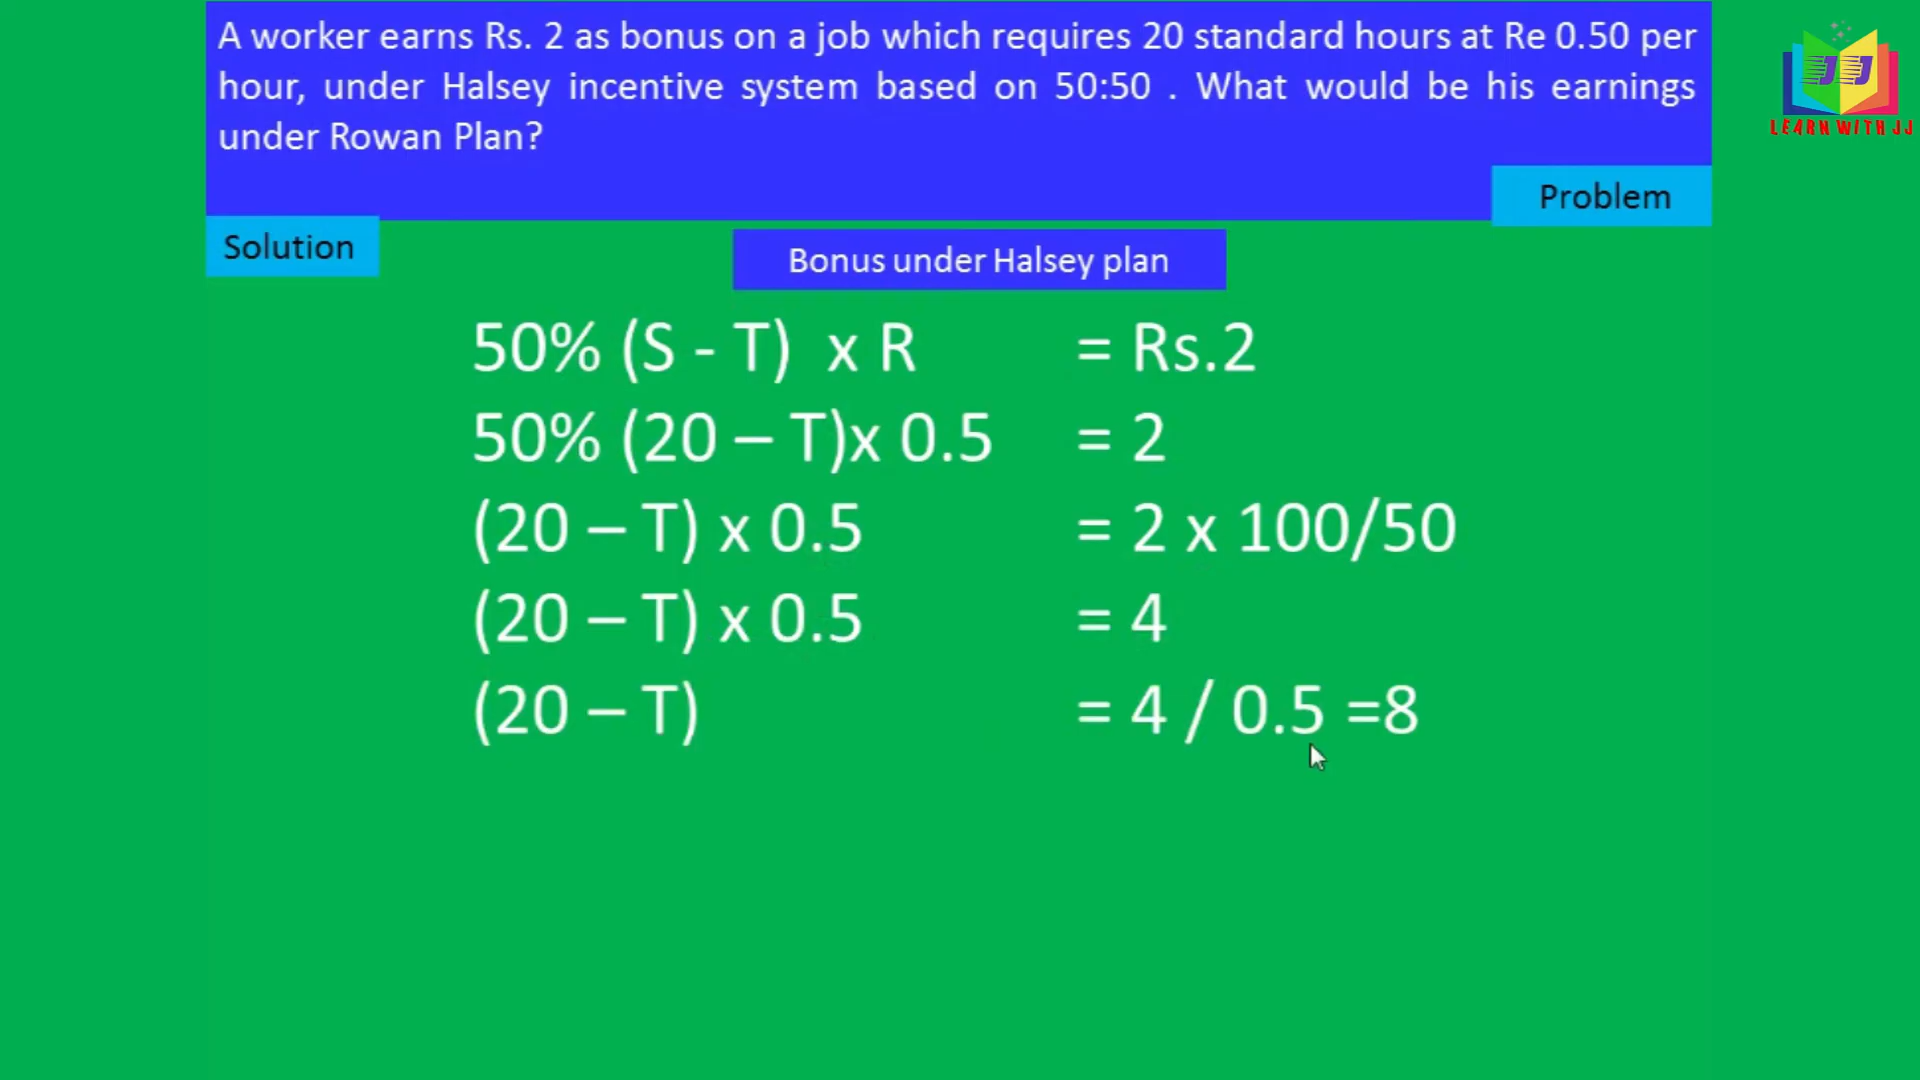 A worker earns Rs. 2 as bonus on a job which requires 20 standard hours at Re 0.50 per
hour, under Halsey incentive system based on 50:50 . What would be his earnings
under Rowan Plan?
JJ
LEARN WITH JJ
Problem
Solution
Bonus under Halsey plan
50% (S - T) x R = Rs.2
50% (20 – T)x 0.5 = 2
(20 – T) x 0.5 = 2 x 100/50
(20 – T) x 0.5 = 4
(20 – T) = 4 / 0.5 =8